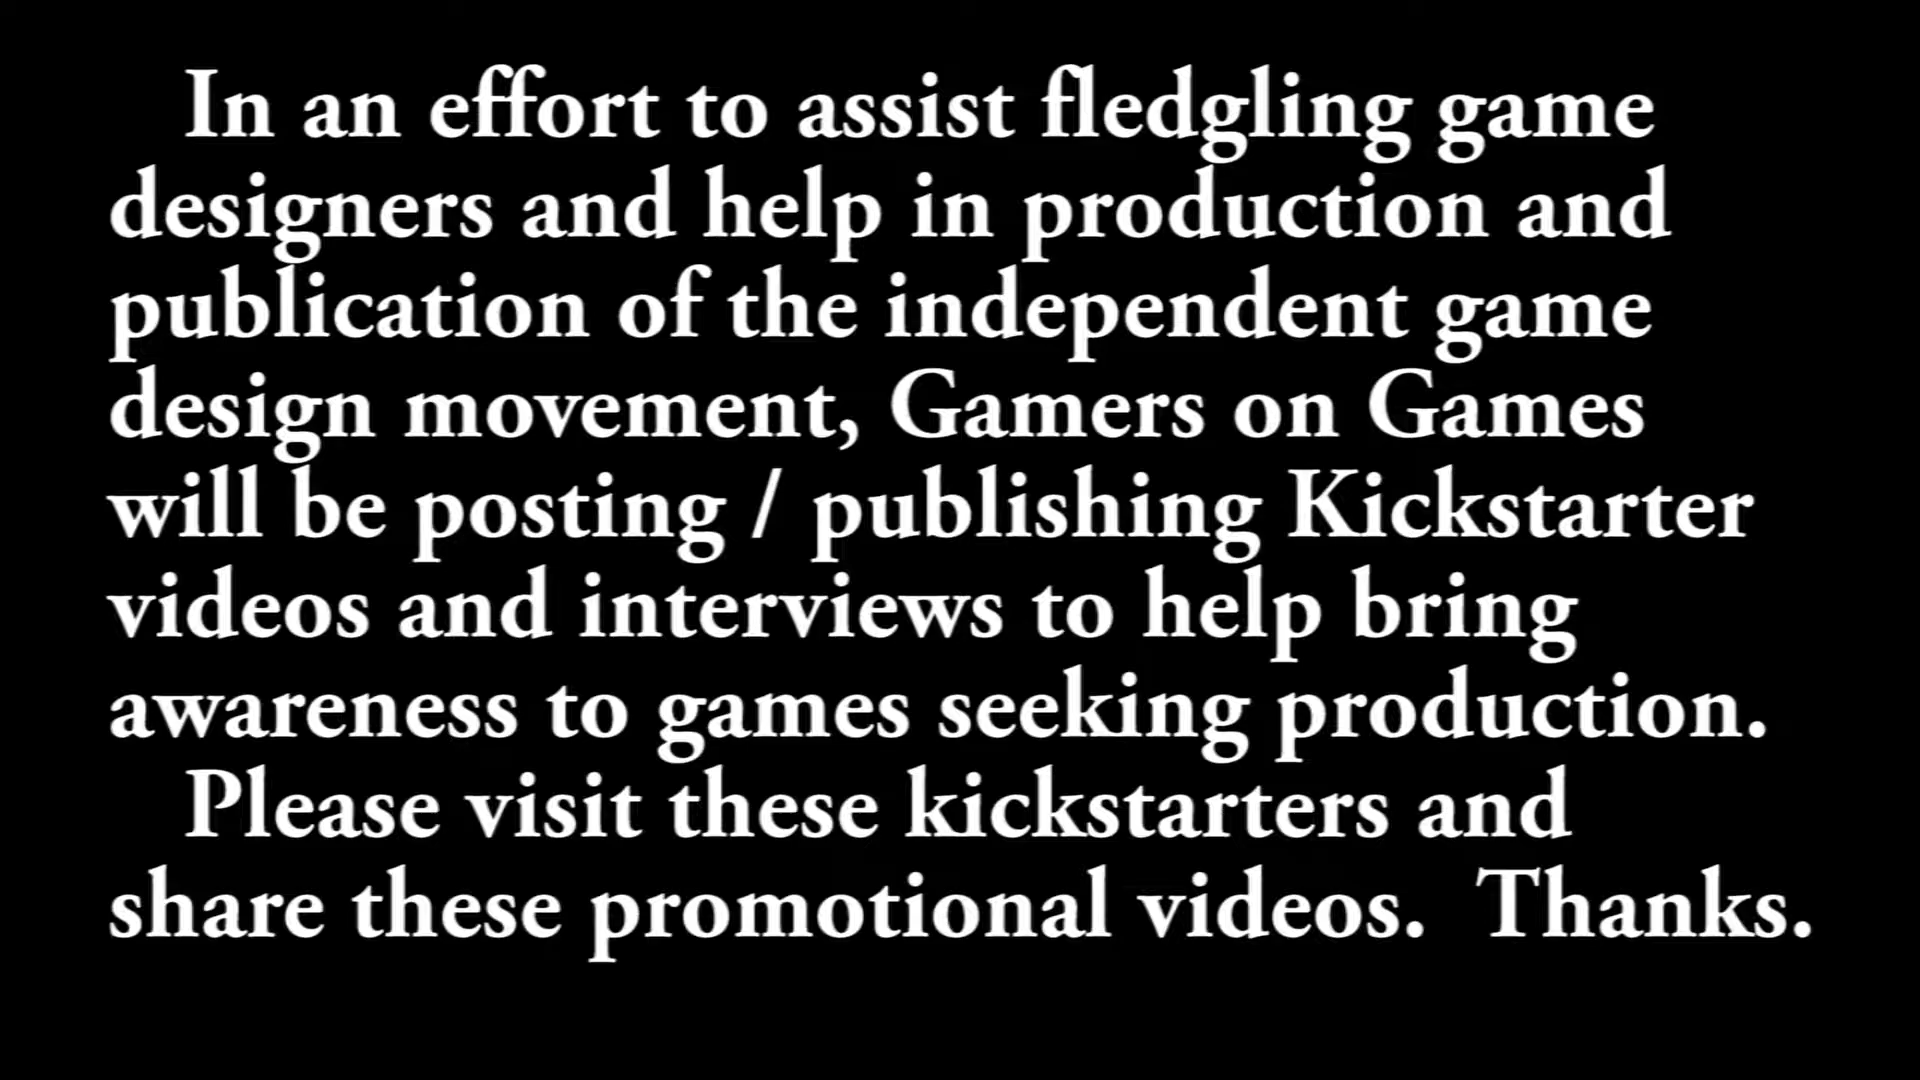 In an effort to assist fledgling game
designers and help in production and
publication of the independent game
design movement, Gamers on Games
will be posting / publishing Kickstarter
videos and interviews to help bring
awareness to games seeking production.
Please visit these kickstarters and
share these promotional videos.  Thanks.